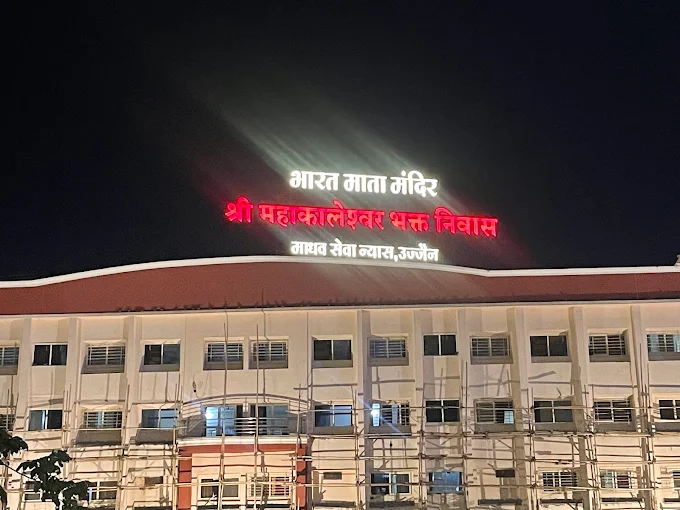 भारत माता मंदिर
श्री महाकालेश्वर भक्त निवास
माधव सेवा न्यास,उज्जैन